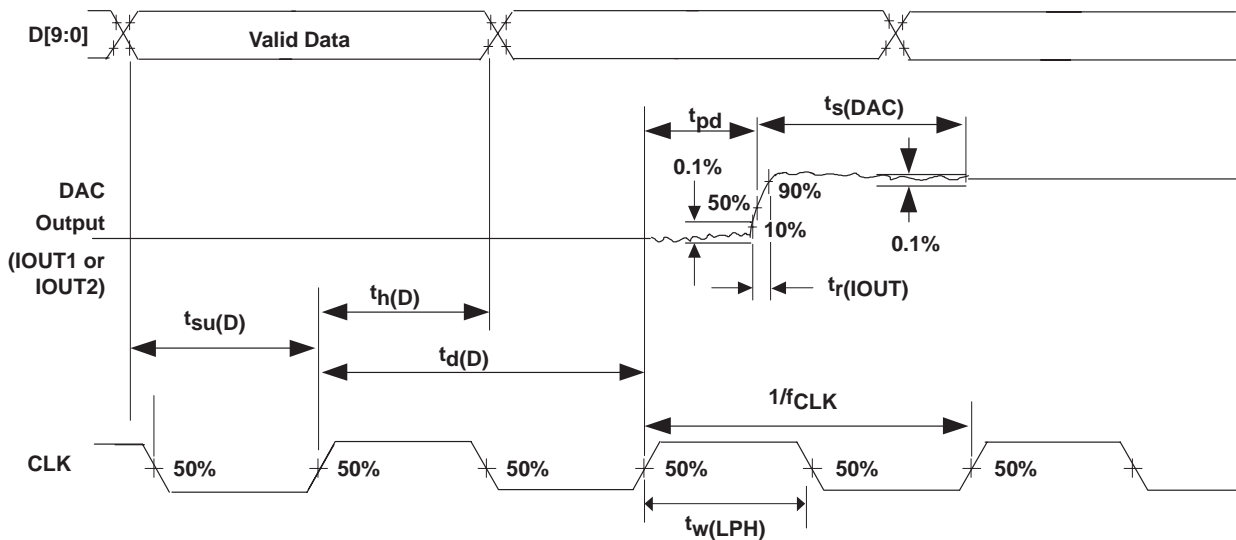 D[9:0]
Valid Data
ts(DAC)
tpd
0.1%
DAC
Output
(IOUT1 or
IOUT2)
50%
90%
10%
0.1%
tr(IOUT)
th(D)
tsu(D)
td(D)
1/fCLK
CLK
50%
50%
50%
50%
50%
50%
tw(LPH)